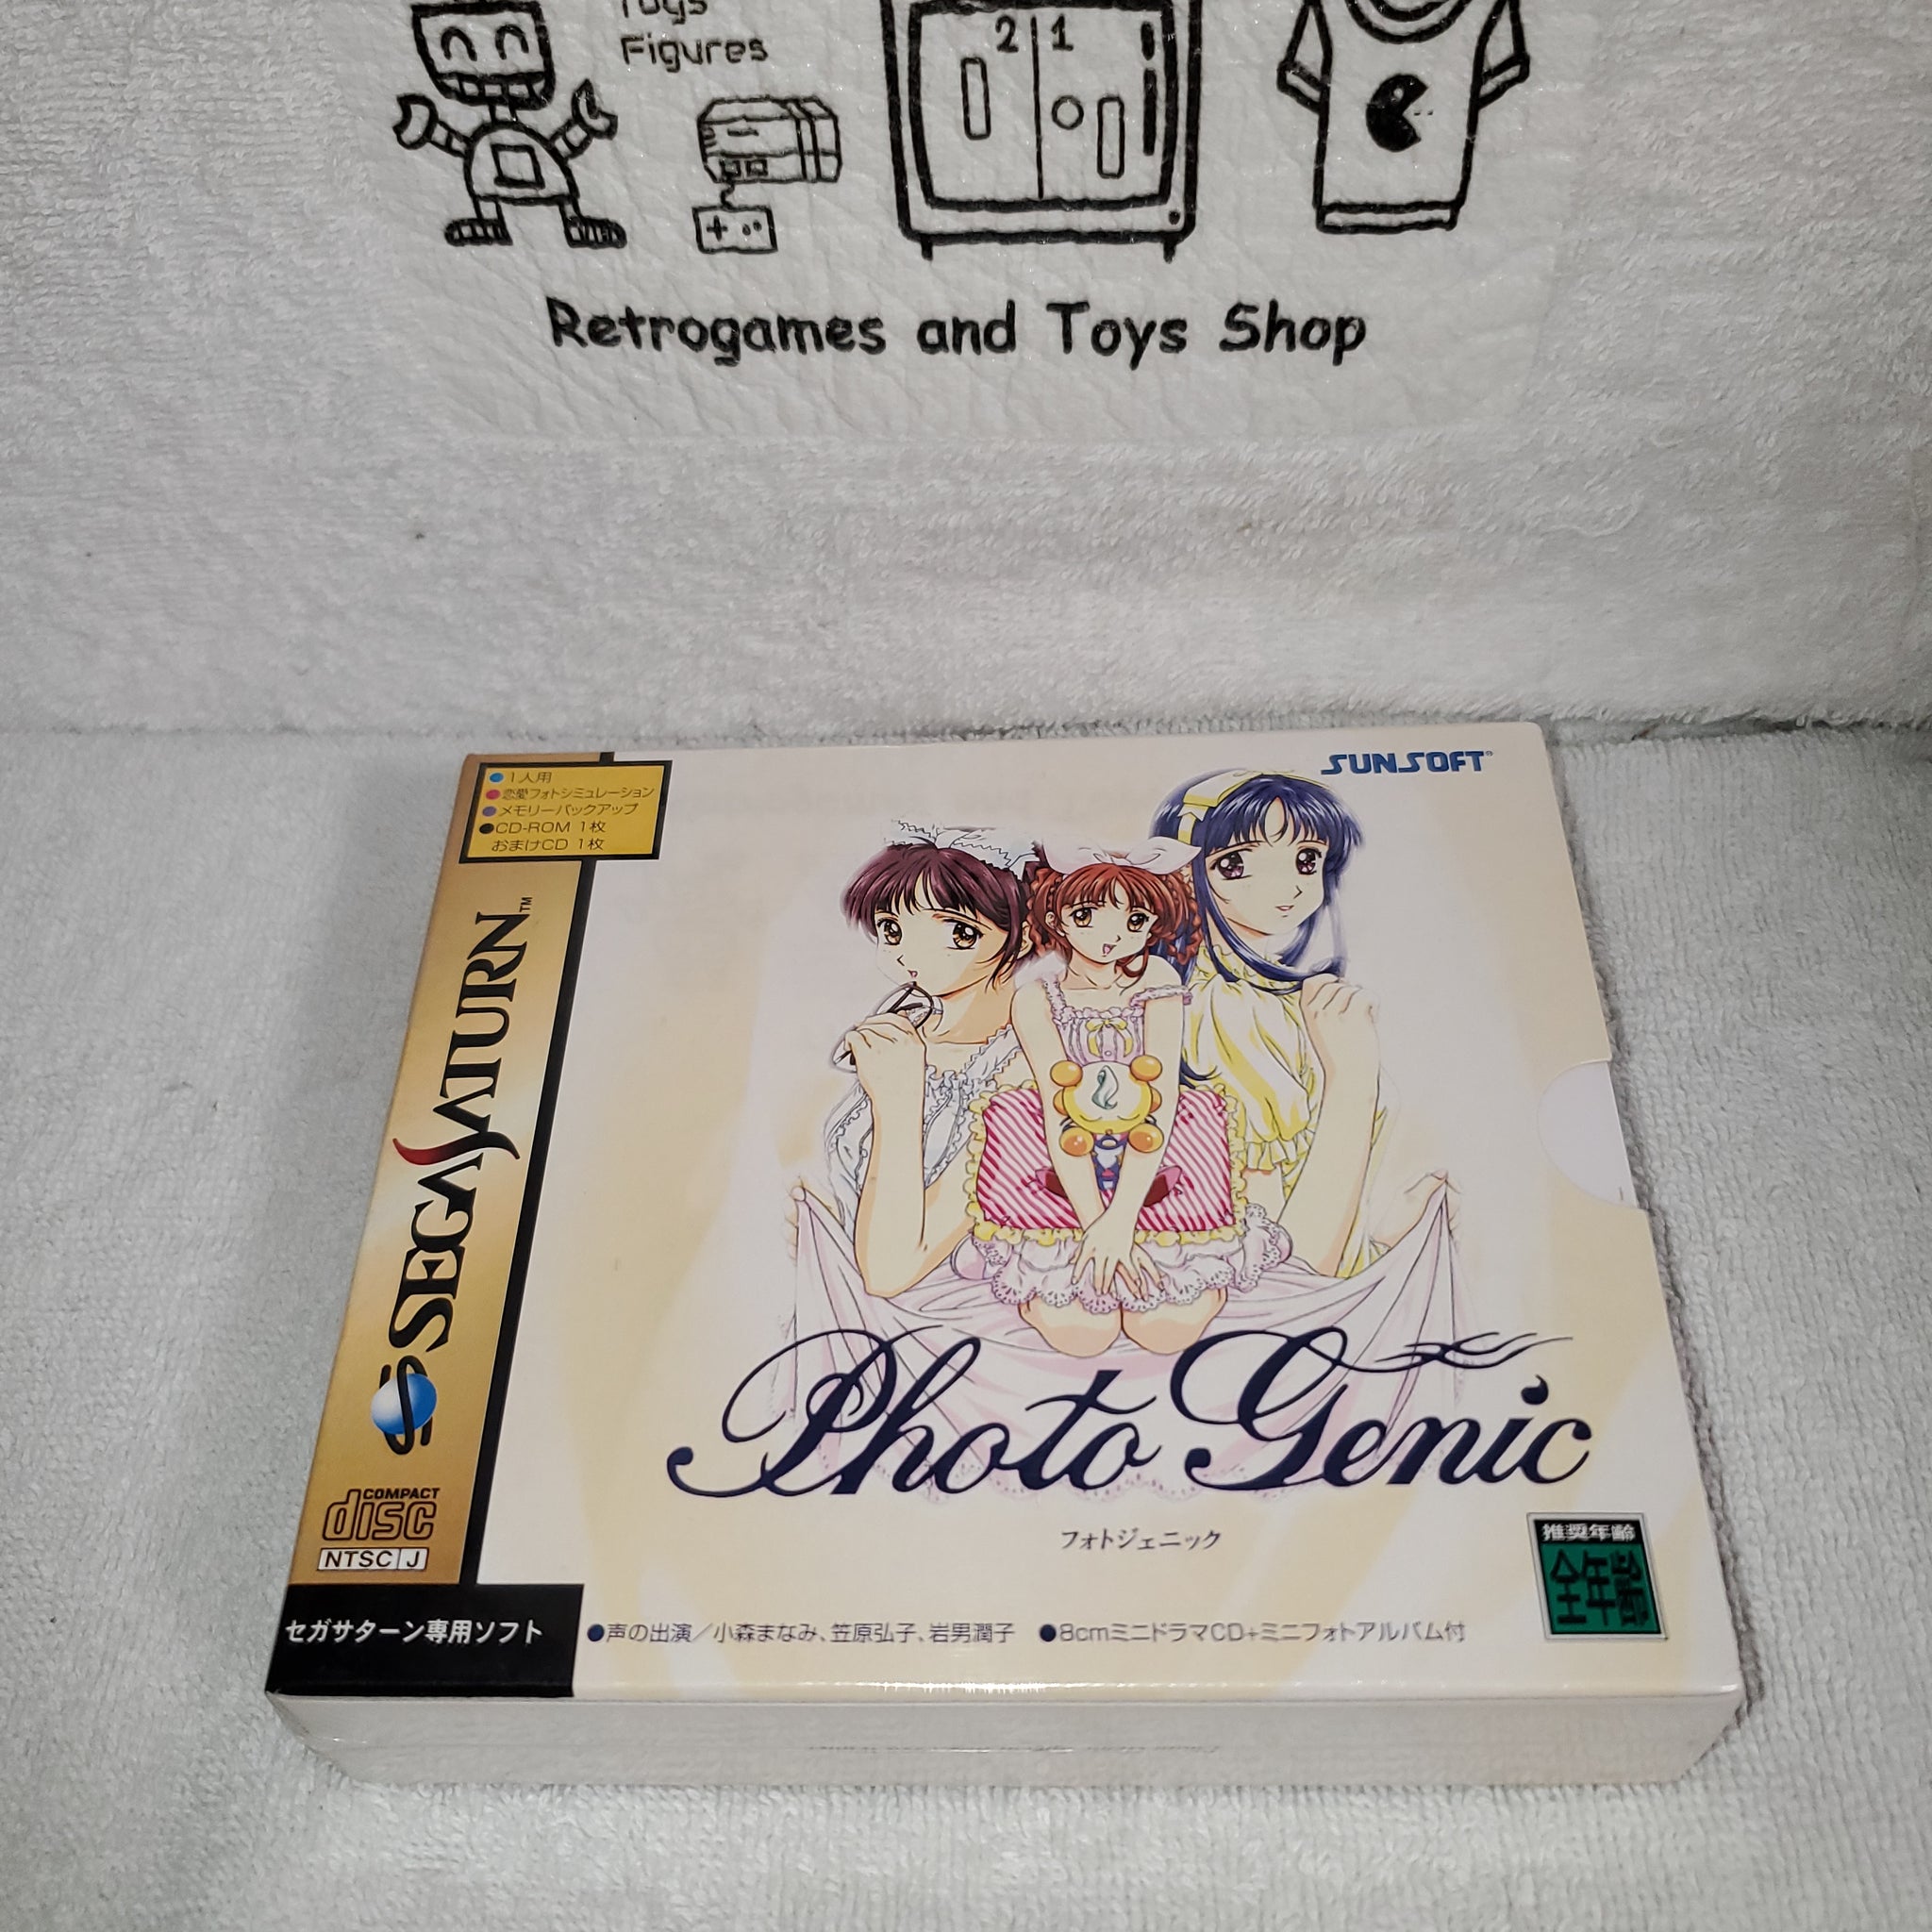 Toys
Figures
2 1
Retrogames and Toys Shop
SUNSOFT®
●1人用
●恋愛フォトシミュレーション
●メモリーバックアップ
●CD-ROM 1枚
おまけCD 1枚
SEGA SATURN™
Photo Genic
フォトジェニック
COMPACT
disc
NTSC J
推奨年齢
全年齢
セガサターン専用ソフト
●声の出演／小森まなみ、笠原弘子、岩男潤子 ●8cmミニドラマCD+ミニフォトアルバム付